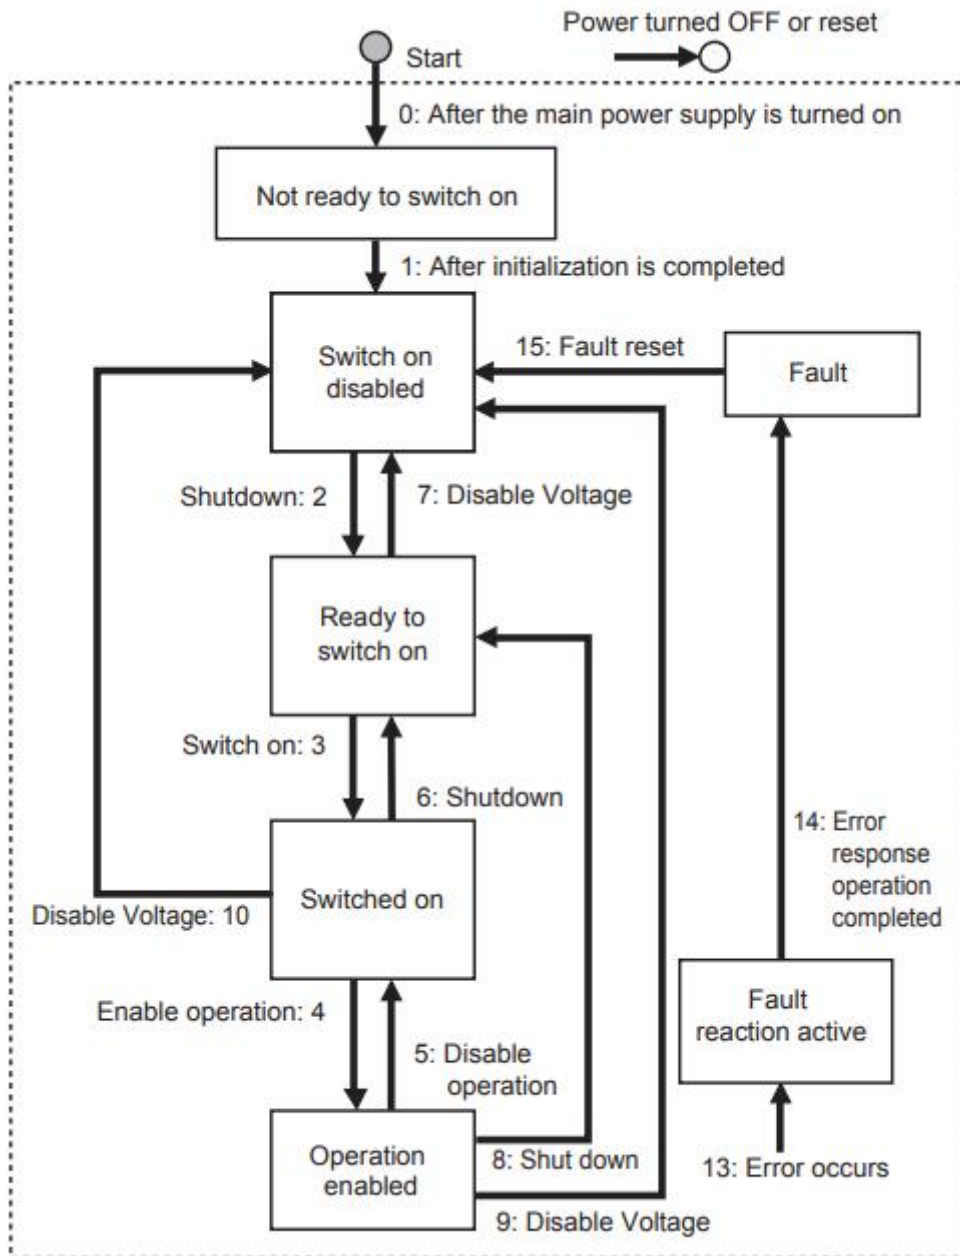 Power turned OFF or reset
Start
0: After the main power supply is turned on
Not ready to switch on
1: After initialization is completed
Switch on
disabled
15: Fault reset
Fault
Shutdown: 2
7: Disable Voltage
Ready to
switch on
Switch on: 3
6: Shutdown
14: Error
response
operation
completed
Switched on
Disable Voltage: 10
Enable operation: 4
5: Disable
operation
Fault
reaction active
Operation
enabled
8: Shut down
13: Error occurs
9: Disable Voltage